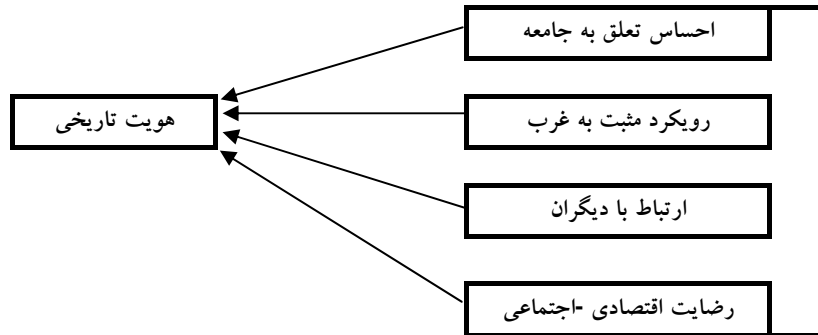 احساس تعلق به جامعه
رویکرد مثبت به غرب
هویت تاریخی
ارتباط با دیگران
رضایت اقتصادی -اجتماعی